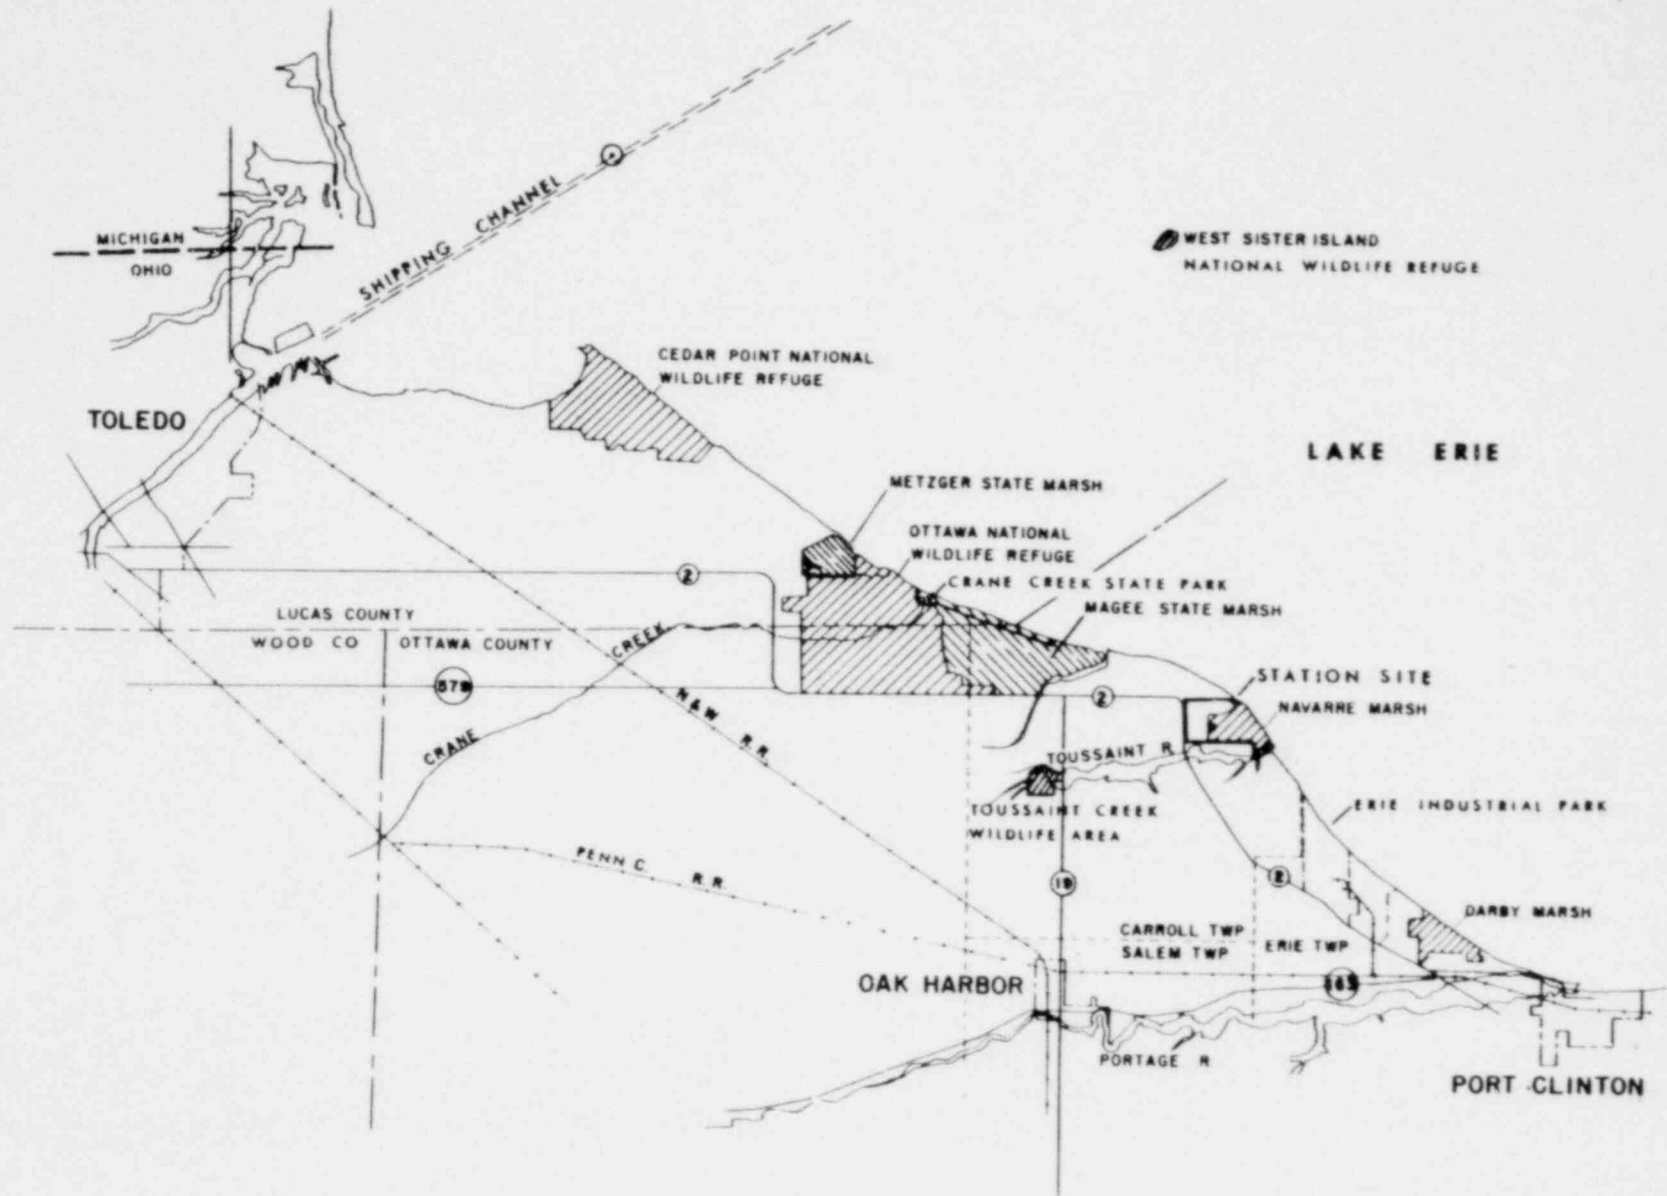 MICHIGAN
OHIO
SHIPPING CHANNEL
WEST SISTER ISLAND
NATIONAL WILDLIFE REFUGE
CEDAR POINT NATIONAL
WILDLIFE REFUGE
TOLEDO
LAKE ERIE
METZGER STATE MARSH
OTTAWA NATIONAL
WILDLIFE REFUGE
2
CRANE CREEK STATE PARK
MAGEE STATE MARSH
LUCAS COUNTY
WOOD CO
OTTAWA COUNTY
CRANE CREEK
579
N & W R.R.
2
STATION SITE
NAVARRE MARSH
TOUSSAINT R.
TOUSSAINT CREEK
WILDLIFE AREA
ERIE INDUSTRIAL PARK
PENN C. R.R.
19
2
DARBY MARSH
CARROLL TWP
SALEM TWP
ERIE TWP
OAK HARBOR
163
PORTAGE R
PORT CLINTON